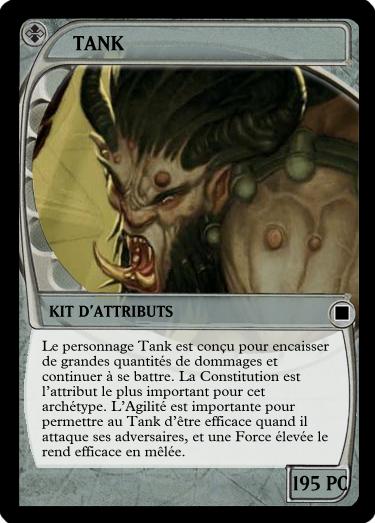 TANK
KIT D'ATTRIBUTS
Le personnage Tank est conçu pour encaisser
de grandes quantités de dommages et
continuer à se battre. La Constitution est
l'attribut le plus important pour cet
archétype. L'Agilité est importante pour
permettre au Tank d'être efficace quand il
attaque ses adversaires, et une Force élevée le
rend efficace en mêlée.
195 PC